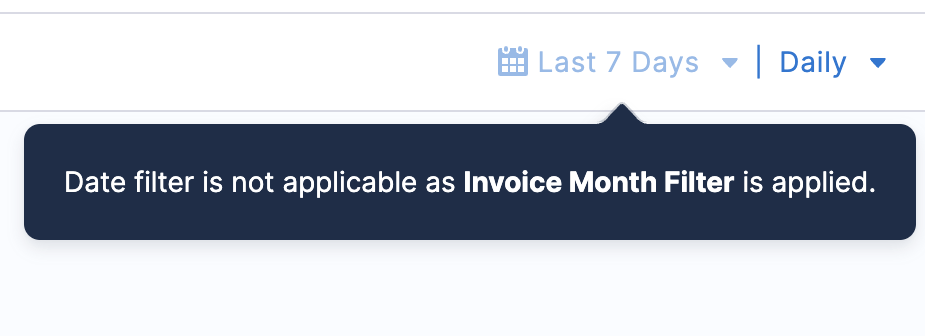 Last 7 Days | Daily
Date filter is not applicable as Invoice Month Filter is applied.